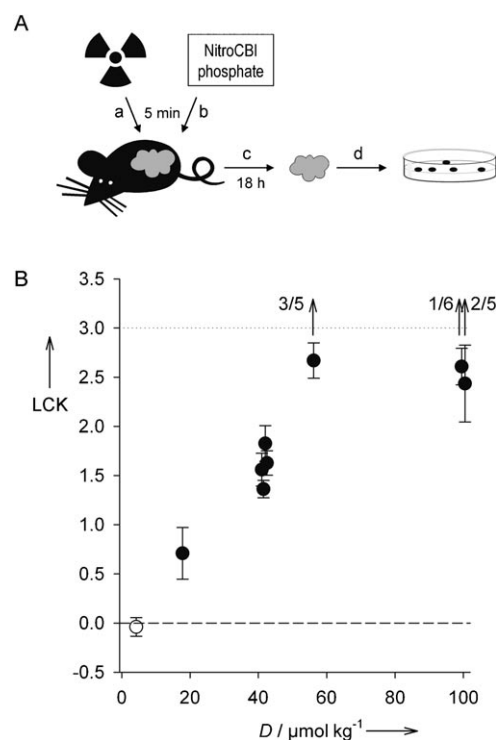 A
NitroCBI
phosphate
a
5 min
b
c
18 h
d
B
3.5
3/5
1/6
2/5
3.0
2.5
LCK
2.0
1.5
1.0
0.5
0.0
-0.5
0
20
40
60
80
100
D / μmol kg⁻¹